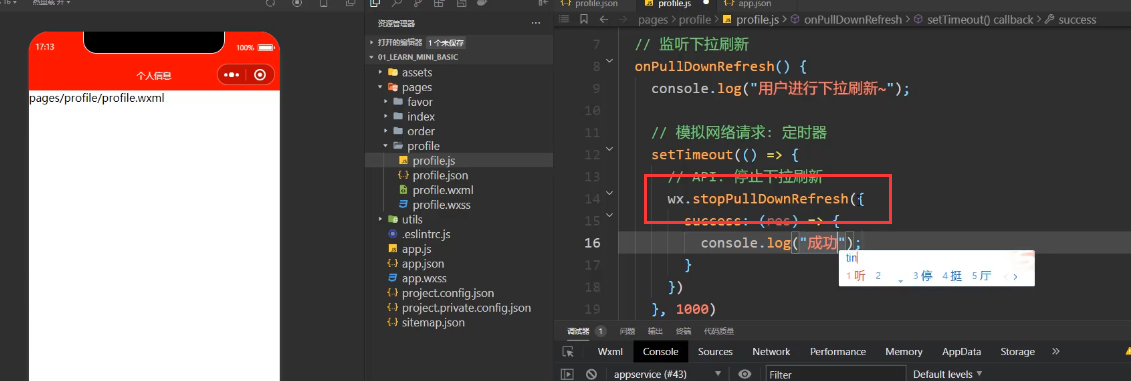 17:13
100%
个人信息
pages/profile/profile.wxml
资源管理器
打开的编辑器 1 个未保存
01_LEARN_MINI_BASIC
assets
pages
favor
index
order
profile
profile.js
profile.json
profile.wxml
profile.wxss
utils
.eslintrc.js
app.js
app.json
app.wxss
project.config.json
project.private.config.json
sitemap.json
profile.json profile.js app.json
pages > profile > profile.js > onPullDownRefresh > setTimeout() callback > success
7 // 监听下拉刷新
8 onPullDownRefresh() {
9 console.log("用户进行下拉刷新~");
10
11 // 模拟网络请求: 定时器
12 setTimeout(() => {
13 // API: 停止下拉刷新
14 wx.stopPullDownRefresh({
15 success: (res) => {
16 console.log("成功");
17 }
18 })
19 }, 1000)
tin
1 听 2 3 停 4 挺 5 厅
调试器 1 问题 输出 终端 代码质量
Wxml Console Sources Network Performance Memory AppData Storage
appservice (#43) Filter Default levels